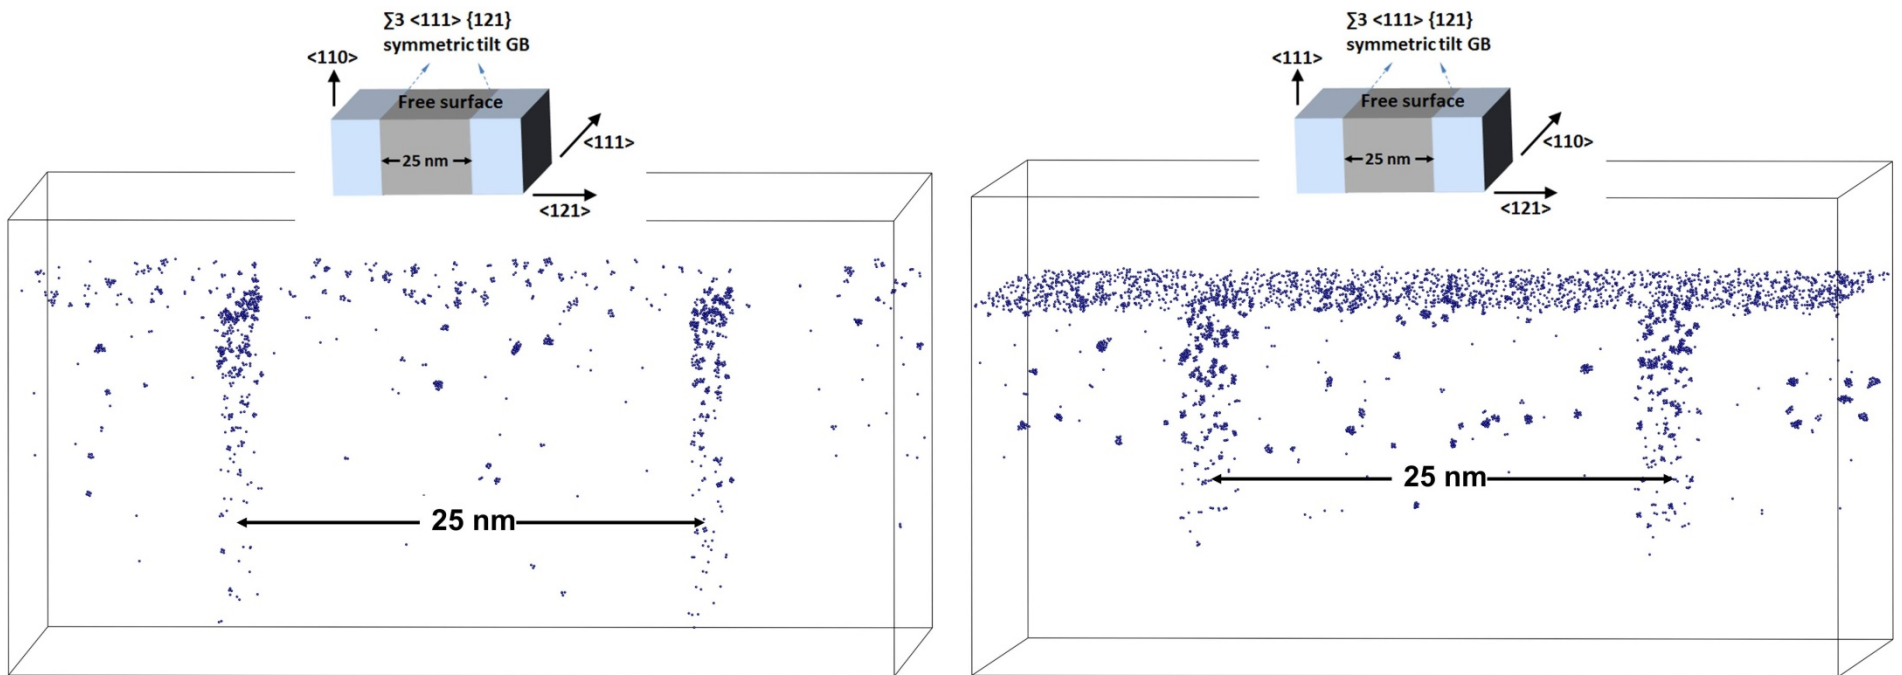 ∑3 <111> {121}
symmetric tilt GB
<110>
Free surface
<111>
25 nm
<121>
25 nm
∑3 <111> {121}
symmetric tilt GB
<111>
Free surface
<110>
25 nm
<121>
25 nm